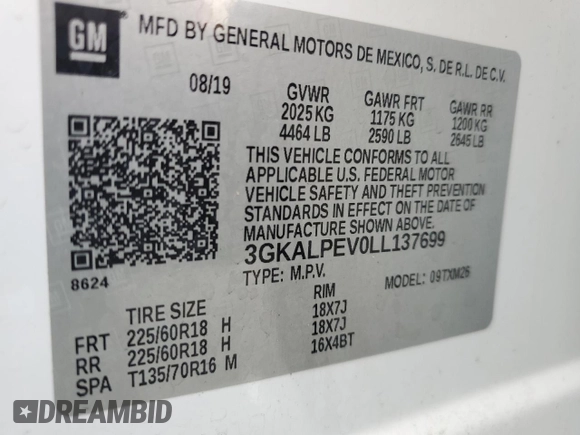 GM
MFD BY GENERAL MOTORS DE MEXICO, S. DE R.L. DE C.V.
08/19 GVWR GAWR FRT GAWR RR
2025 KG 1175 KG 1200 KG
4464 LB 2590 LB 2645 LB
THIS VEHICLE CONFORMS TO ALL
APPLICABLE U.S. FEDERAL MOTOR
VEHICLE SAFETY AND THEFT PREVENTION
STANDARDS IN EFFECT ON THE DATE OF
MANUFACTURE SHOWN ABOVE.
3GKALPEV0LL137699
8624 TYPE: M.P.V. MODEL: 09TXM26
TIRE SIZE RIM
FRT 225/60R18 H 18X7J
RR 225/60R18 H 18X7J
SPA T135/70R16 M 16X4BT
DREAMBID